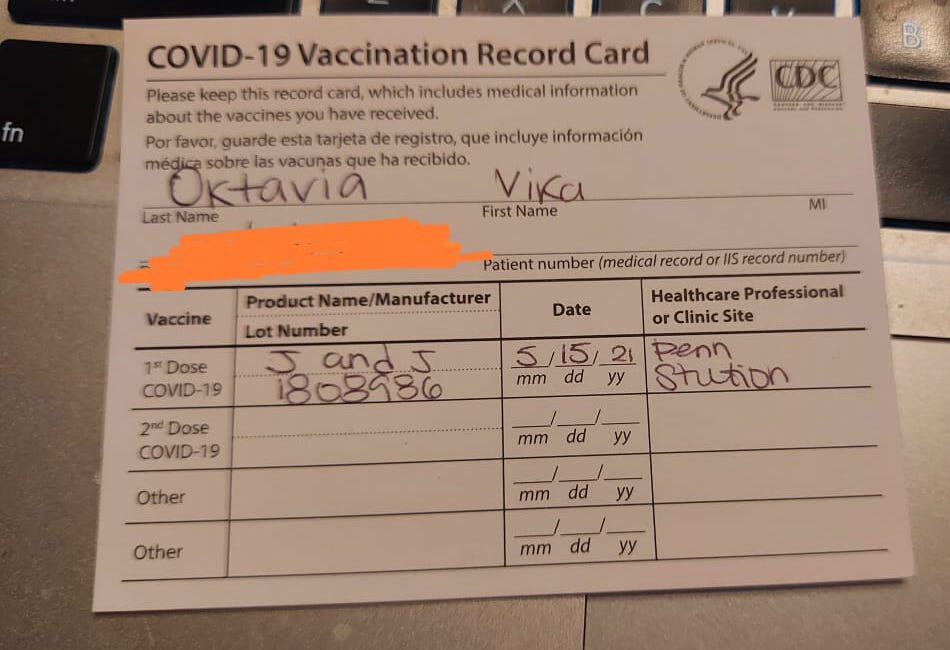 fn
B
COVID-19 Vaccination Record Card
CDC
Please keep this record card, which includes medical information
about the vaccines you have received.
Por favor, guarde esta tarjeta de registro, que incluye información
médica sobre las vacunas que ha recibido.
Oktavia Vika
Last Name First Name MI
Patient number (medical record or IIS record number)
Vaccine Product Name/Manufacturer Date Healthcare Professional
Lot Number or Clinic Site
1st Dose J and J 5/15/21 Penn
COVID-19 1808986 mm dd yy Stution
2nd Dose / /
COVID-19 mm dd yy
/ /
Other mm dd yy
/ /
Other mm dd yy